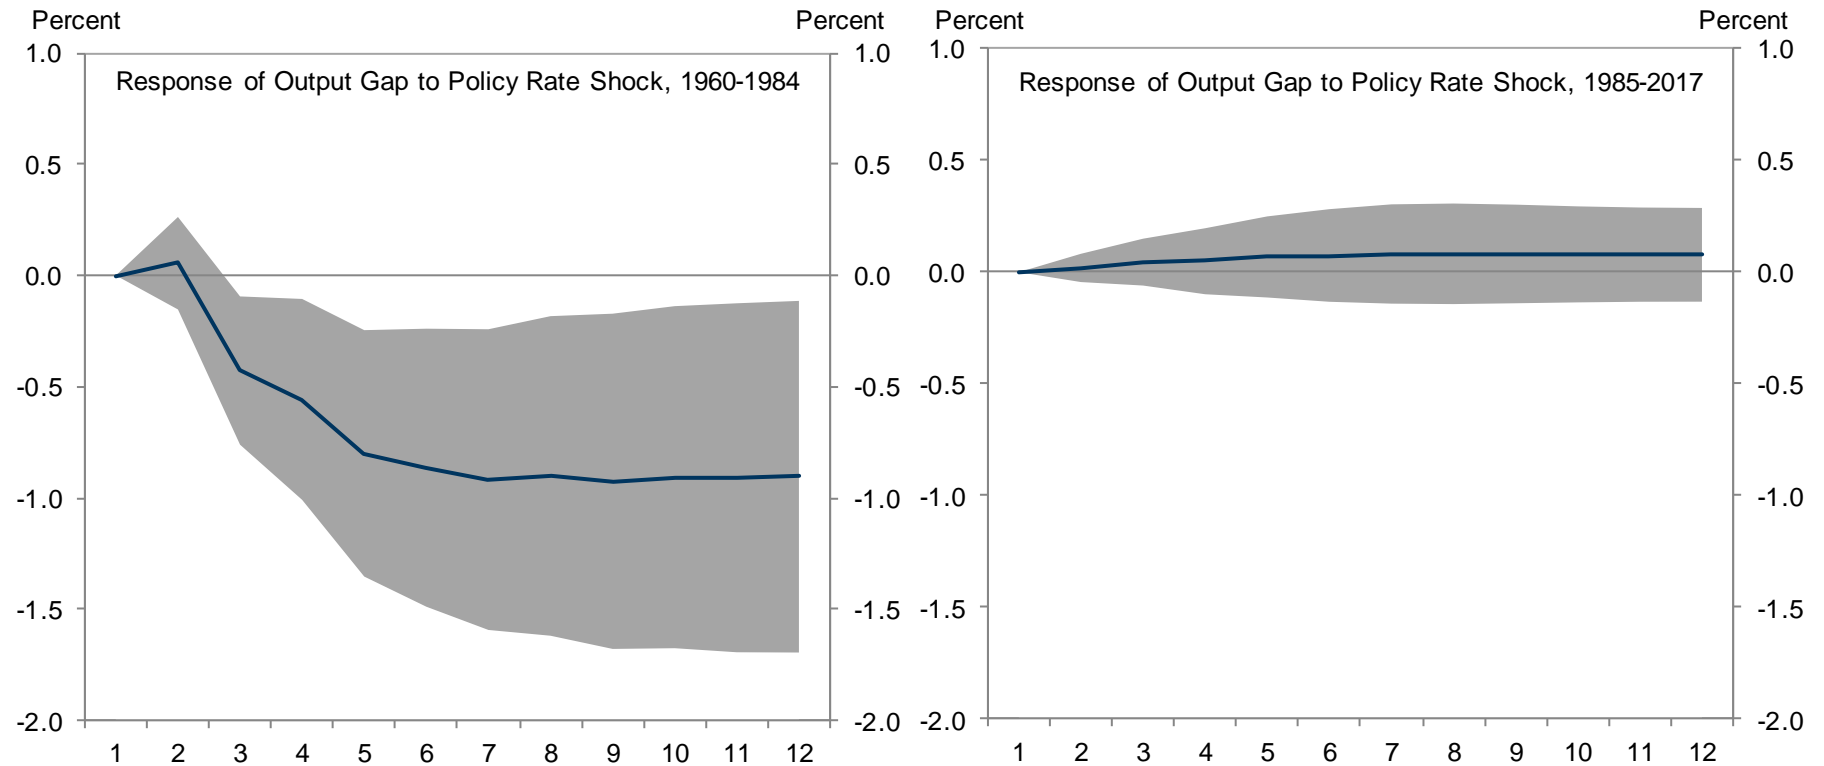 Percent Percent Percent Percent
Response of Output Gap to Policy Rate Shock, 1960-1984
1.0 1.0
0.5 0.5
0.0 0.0
-0.5 -0.5
-1.0 -1.0
-1.5 -1.5
-2.0 -2.0
1 2 3 4 5 6 7 8 9 10 11 12
Response of Output Gap to Policy Rate Shock, 1985-2017
1.0 1.0
0.5 0.5
0.0 0.0
-0.5 -0.5
-1.0 -1.0
-1.5 -1.5
-2.0 -2.0
1 2 3 4 5 6 7 8 9 10 11 12